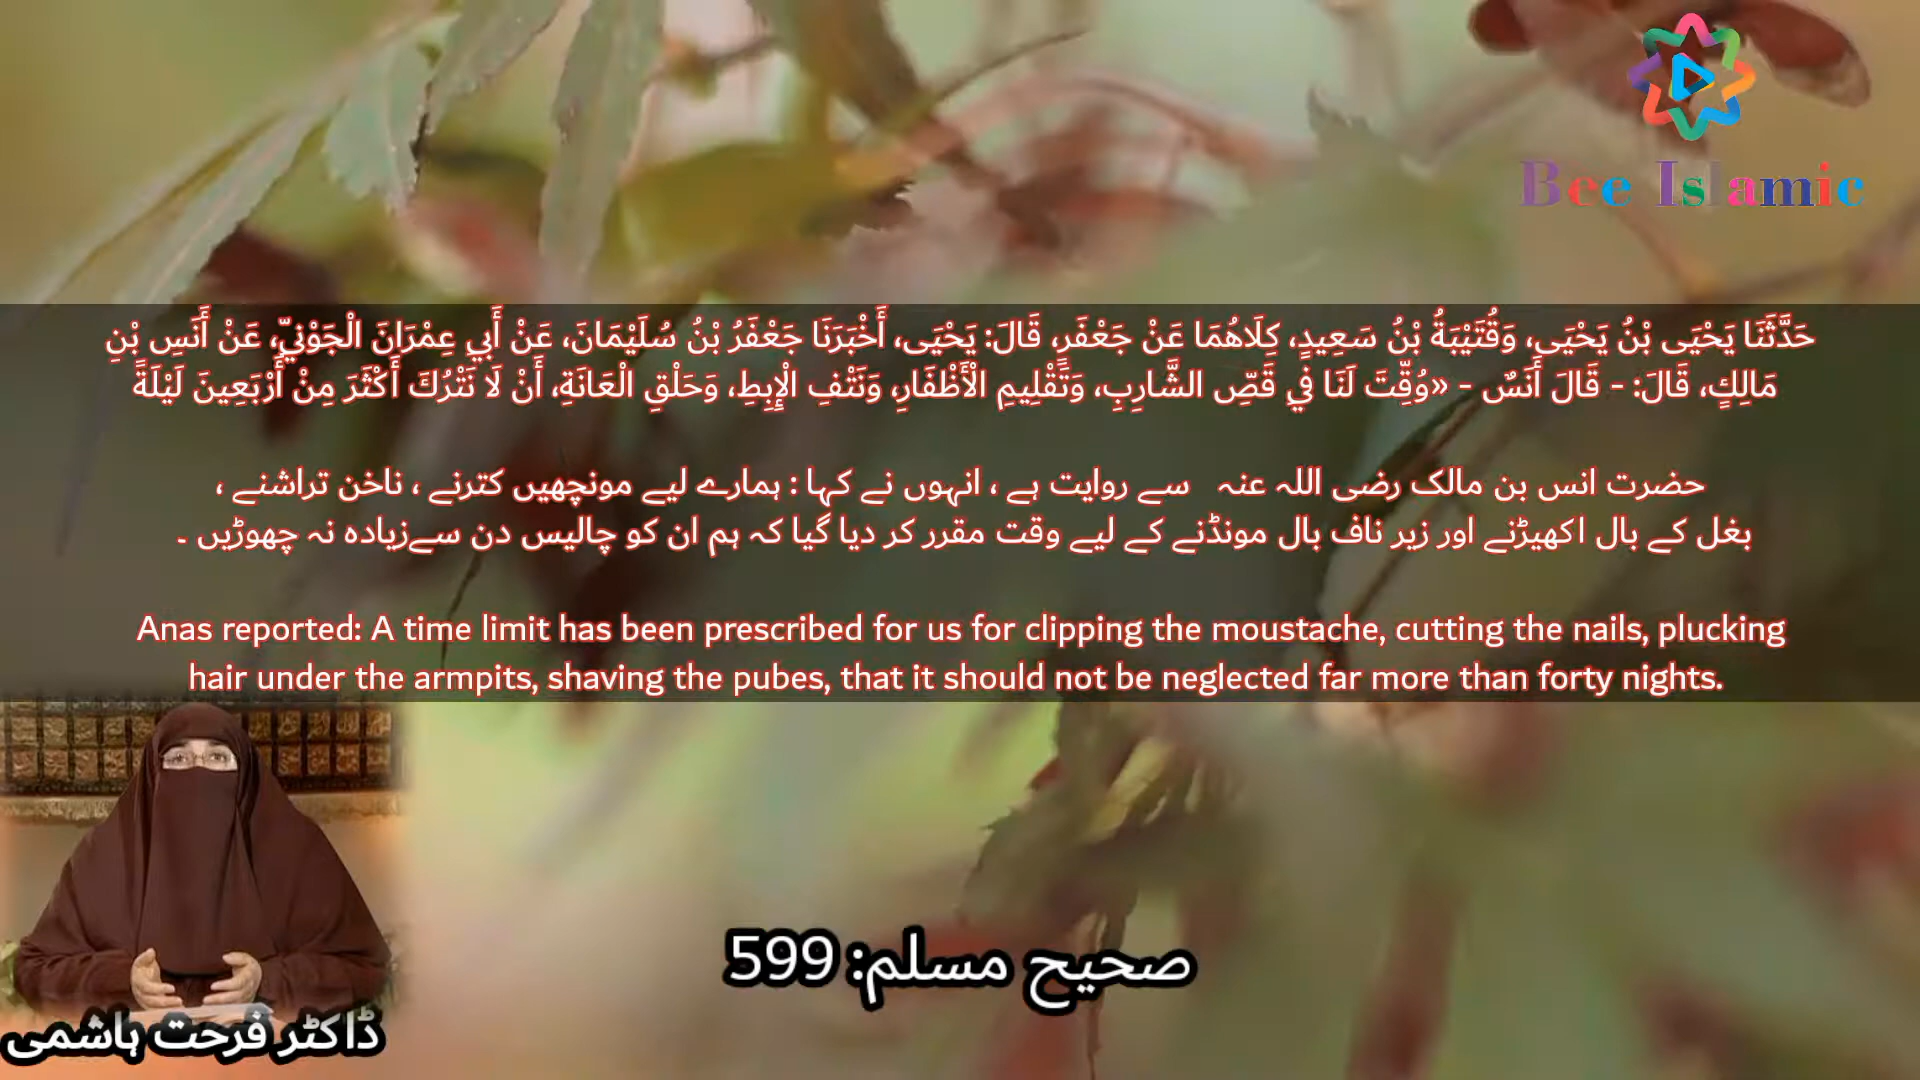 Bee Islamic
حَدَّثَنَا يَحْيَى بْنُ يَحْيَى، وَقُتَيْبَةُ بْنُ سَعِيدٍ، كِلَاهُمَا عَنْ جَعْفَرٍ، قَالَ: يَحْيَى، أَخْبَرَنَا جَعْفَرُ بْنُ سُلَيْمَانَ، عَنْ أَبِي عِمْرَانَ الْجَوْنِيِّ، عَنْ أَنَسِ بْنِ
مَالِكٍ، قَالَ: - قَالَ أَنَسٌ - «وُقِّتَ لَنَا فِي قَصِّ الشَّارِبِ، وَتَقْلِيمِ الْأَظْفَارِ، وَنَتْفِ الْإِبِطِ، وَحَلْقِ الْعَانَةِ، أَنْ لَا نَتْرُكَ أَكْثَرَ مِنْ أَرْبَعِينَ لَيْلَةً
حضرت انس بن مالک رضی اللہ عنہ سے روایت ہے ، انہوں نے کہا : ہمارے لیے مونچھیں کترنے ، ناخن تراشنے ،
بغل کے بال اکھیڑنے اور زیر ناف بال مونڈنے کے لیے وقت مقرر کر دیا گیا کہ ہم ان کو چالیس دن سےزیادہ نہ چھوڑیں ۔
Anas reported: A time limit has been prescribed for us for clipping the moustache, cutting the nails, plucking
hair under the armpits, shaving the pubes, that it should not be neglected far more than forty nights.
صحیح مسلم: 599
ڈاکٹر فرحت ہاشمی